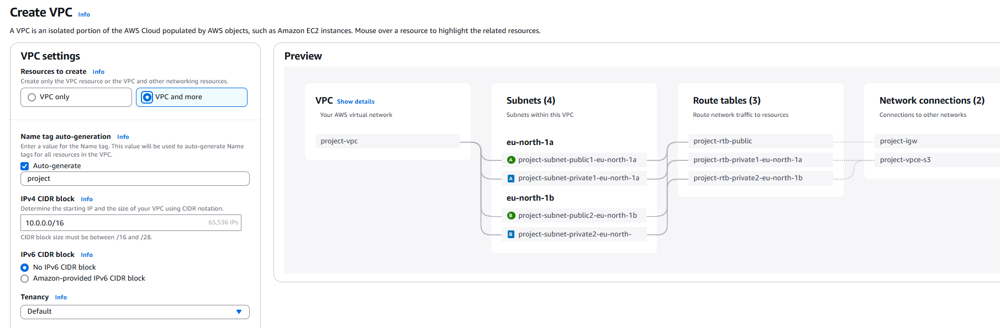 Create VPC Info
A VPC is an isolated portion of the AWS Cloud populated by AWS objects, such as Amazon EC2 instances. Mouse over a resource to highlight the related resources.
VPC settings
Resources to create Info
Create only the VPC resource or the VPC and other networking resources.
VPC only
VPC and more
Name tag auto-generation Info
Enter a value for the Name tag. This value will be used to auto-generate Name
tags for all resources in the VPC.
Auto-generate
project
IPv4 CIDR block Info
Determine the starting IP and the size of your VPC using CIDR notation.
10.0.0.0/16 65,536 IPs
CIDR block size must be between /16 and /28.
IPv6 CIDR block Info
No IPv6 CIDR block
Amazon-provided IPv6 CIDR block
Tenancy Info
Default
Preview
VPC Show details
Your AWS virtual network
project-vpc
Subnets (4)
Subnets within this VPC
eu-north-1a
A project-subnet-public1-eu-north-1a
A project-subnet-private1-eu-north-1a
eu-north-1b
B project-subnet-public2-eu-north-1b
B project-subnet-private2-eu-north-
Route tables (3)
Route network traffic to resources
project-rtb-public
project-rtb-private1-eu-north-1a
project-rtb-private2-eu-north-1b
Network connections (2)
Connections to other networks
project-igw
project-vpce-s3